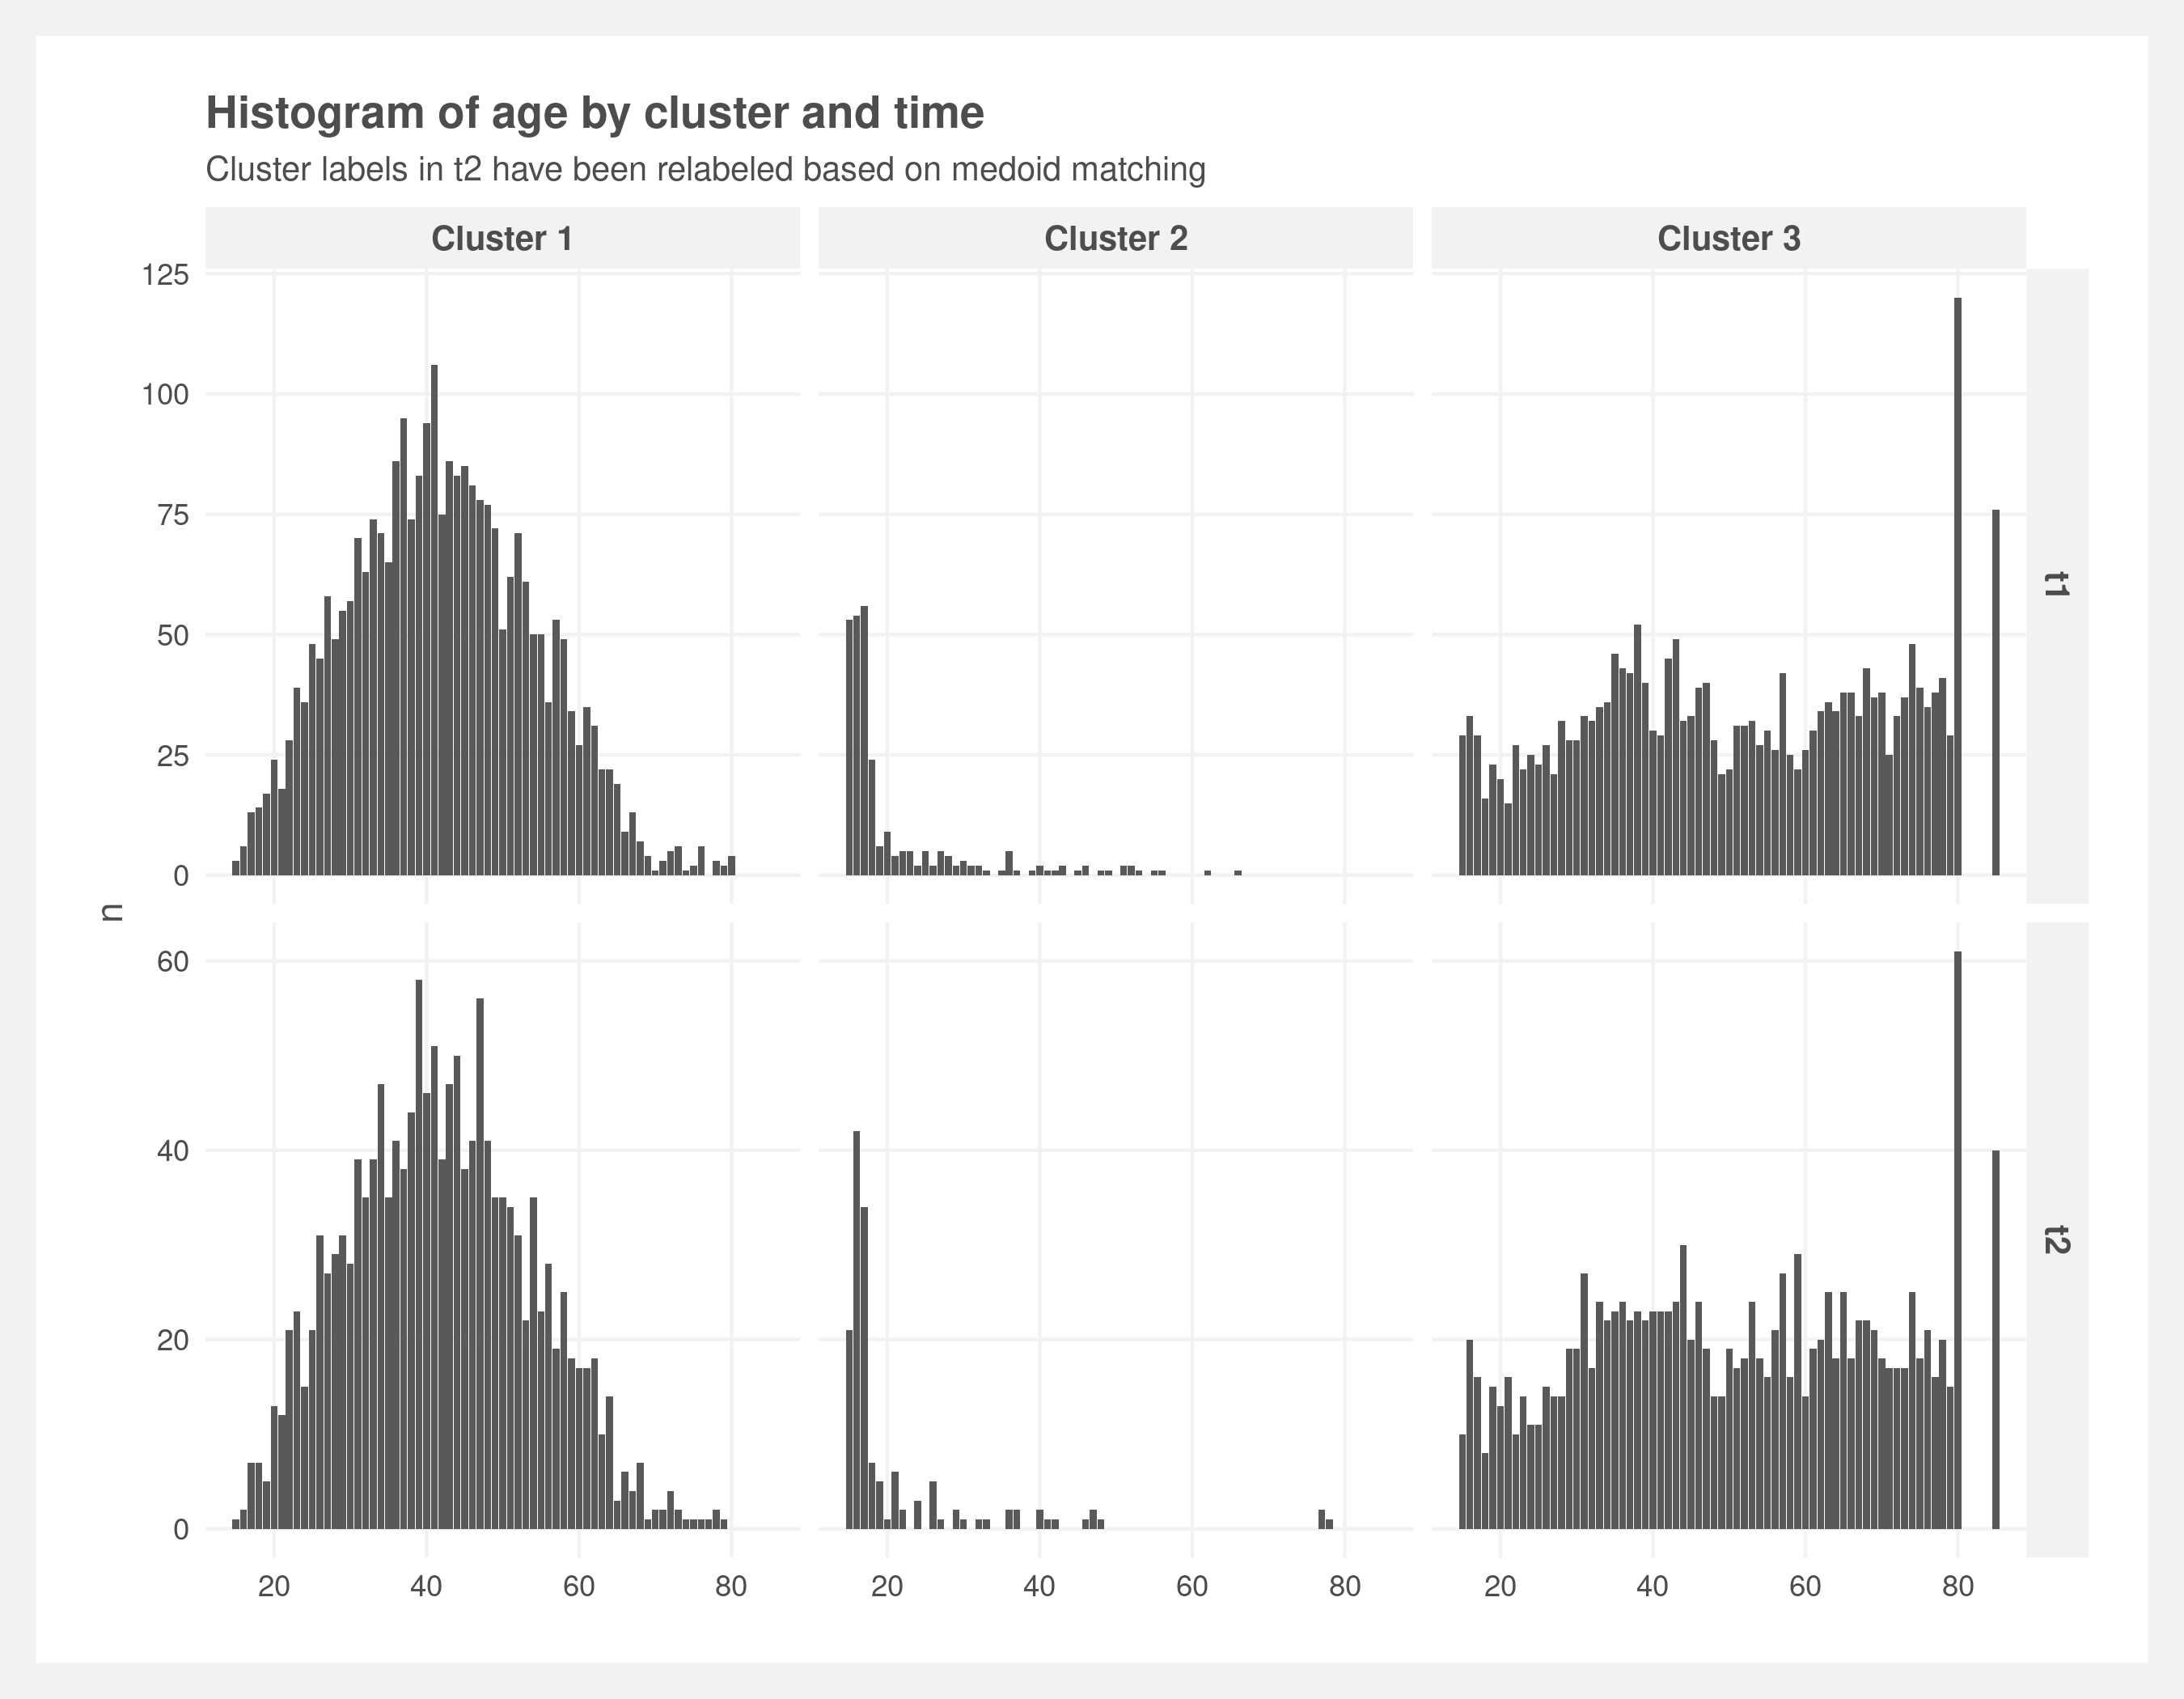 Histogram of age by cluster and time
Cluster labels in t2 have been relabeled based on medoid matching
Cluster 1 Cluster 2 Cluster 3
125
100
75
50
25
0
t1
n
60
40
20
0
t2
20 40 60 80 20 40 60 80 20 40 60 80